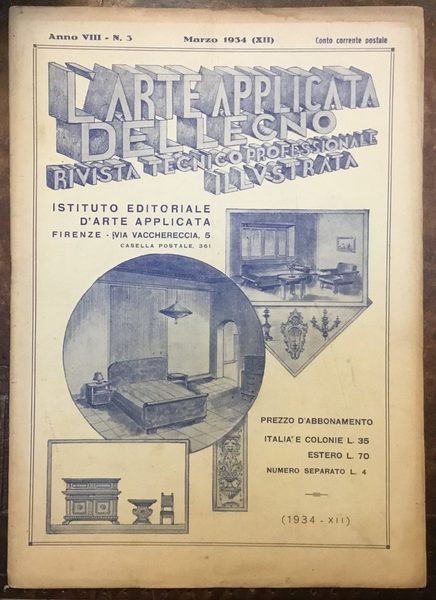 Anno VIII - N. 3
Marzo 1934 (XII)
Conto corrente postale
L'ARTE APPLICATA
DEL LEGNO
RIVISTA TECNICO PROFESSIONALE
ILLVSTRATA
ISTITUTO EDITORIALE
D'ARTE APPLICATA
FIRENZE - VIA VACCHERECCIA, 5
CASELLA POSTALE, 361
PREZZO D'ABBONAMENTO
ITALIA E COLONIE L. 35
ESTERO L. 70
NUMERO SEPARATO L. 4
(1934 - XII)